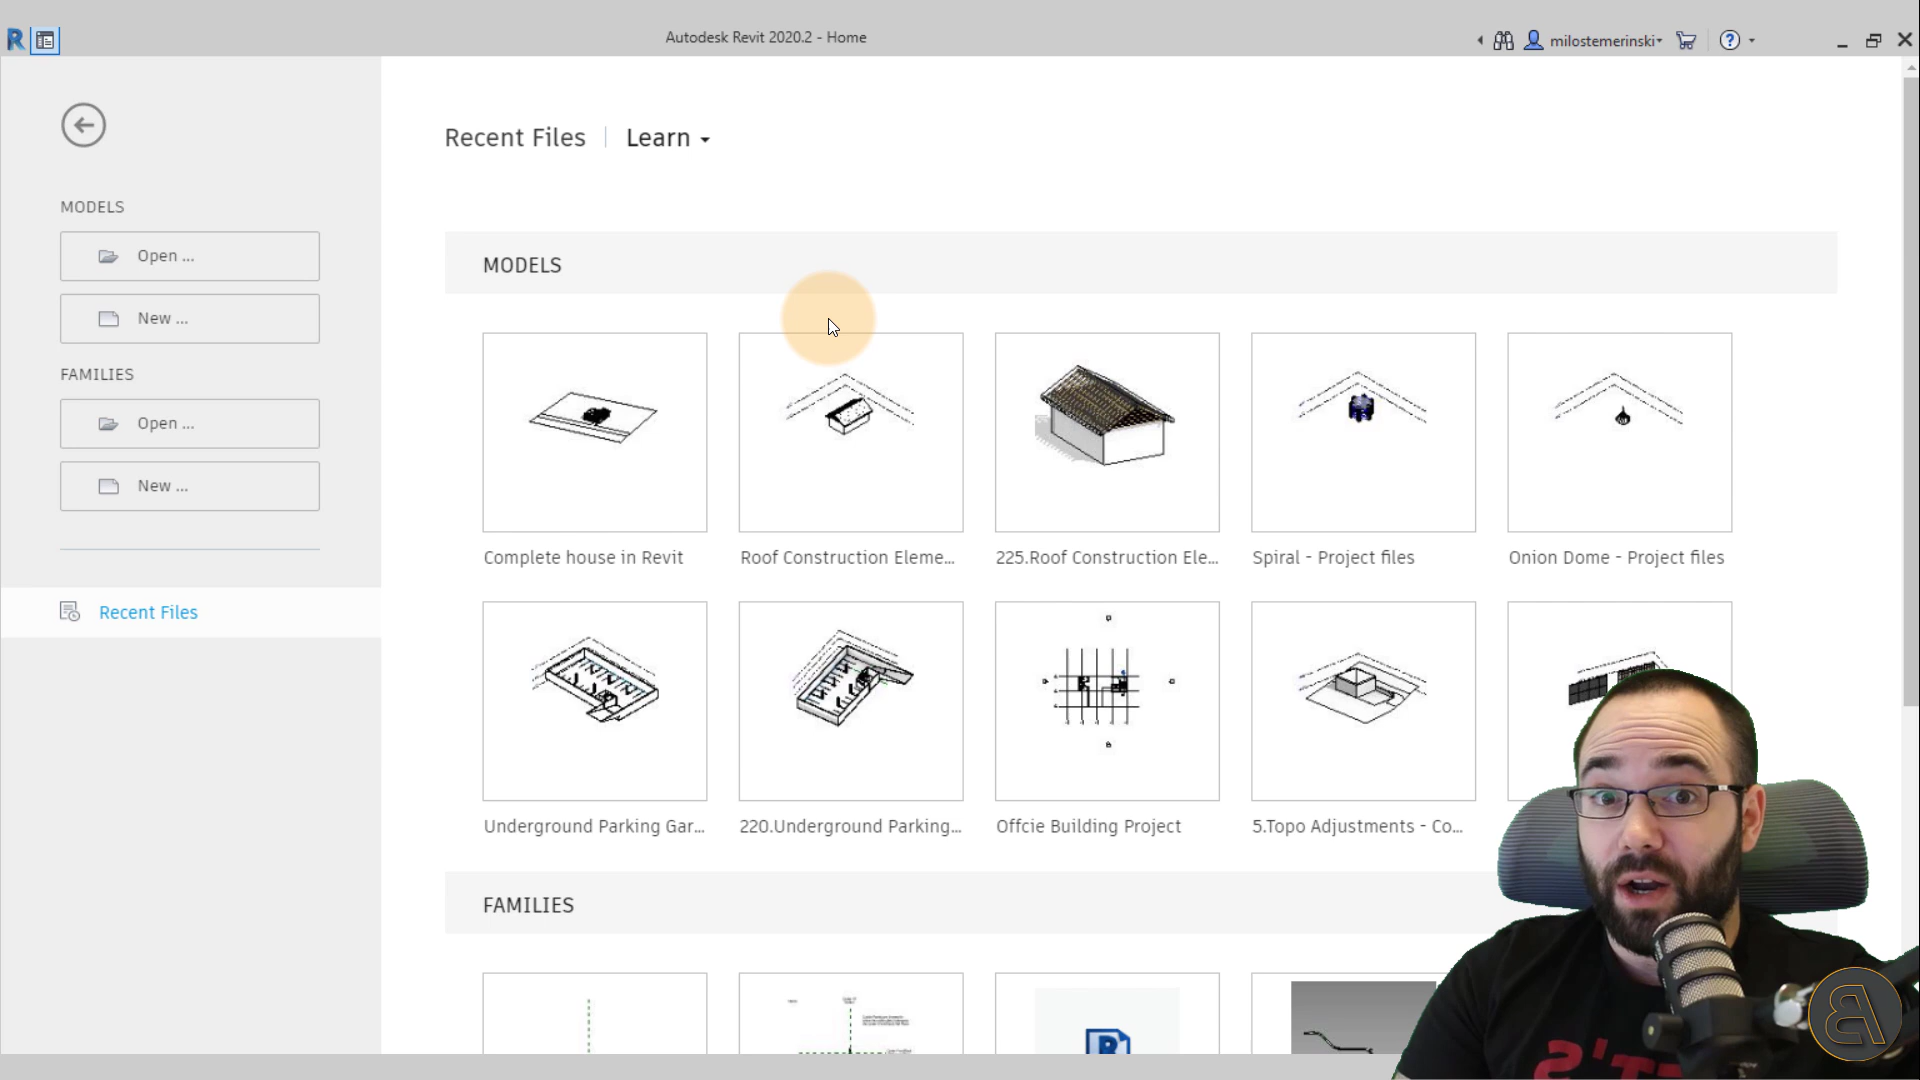 Autodesk Revit 2020.2 - Home
milostemerinski
Recent Files | Learn
MODELS
Open ...
New ...
FAMILIES
Open ...
New ...
Recent Files
MODELS
Complete house in Revit
Roof Construction Eleme...
225.Roof Construction Ele...
Spiral - Project files
Onion Dome - Project files
Underground Parking Gar...
220.Underground Parking...
Offcie Building Project
5.Topo Adjustments - Co...
FAMILIES